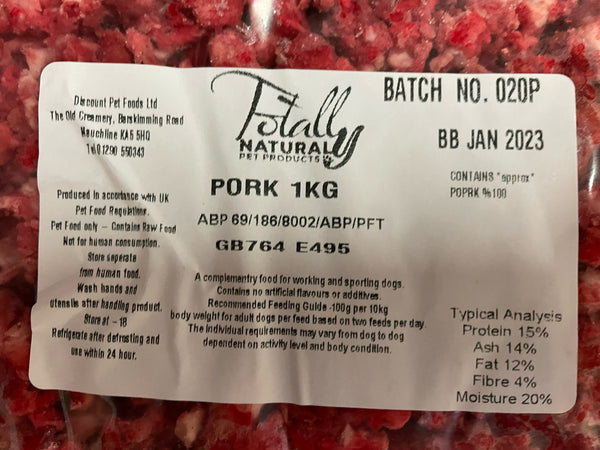 Discount Pet Foods Ltd
The Old Creamery, Barskimming Road
Mauchline KA5 5HQ
Tel01290 550343
Totally
NATURAL
PET PRODUCTS
BATCH NO. 020P
BB JAN 2023
CONTAINS "approx"
POPRK %100
PORK 1KG
ABP 69/186/8002/ABP/PFT
GB764 E495
Produced in accordance with UK
Pet Food Regulations.
Pet Food only - Contains Raw Food
Not for human consumption.
Store seperate
from human food.
Wash hands and
utensils after handling product.
Store at - 18
Refrigerate after defrosting and
use within 24 hour.
A complementry food for working and sporting dogs.
Contains no artificial flavours or additives.
Recommended Feeding Guide -100g per 10kg
body weight for adult dogs per feed based on two feeds per day.
The individual requirements may vary from dog to dog
dependent on activity level and body condition.
Typical Analysis
Protein 15%
Ash 14%
Fat 12%
Fibre 4%
Moisture 20%